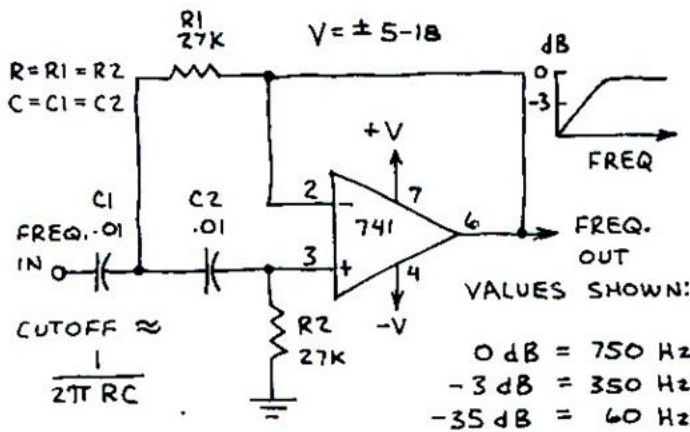 R1
27K
V = ± 5-18
dB
0
-3
FREQ
R = R1 = R2
C = C1 = C2
+V
2
7
-
741
6
3
+
4
-V
C1
.01
C2
.01
FREQ.
IN
FREQ.
OUT
R2
27K
CUTOFF ≈
1
2π RC
VALUES SHOWN:
0 dB = 750 Hz
-3 dB = 350 Hz
-35 dB = 60 Hz